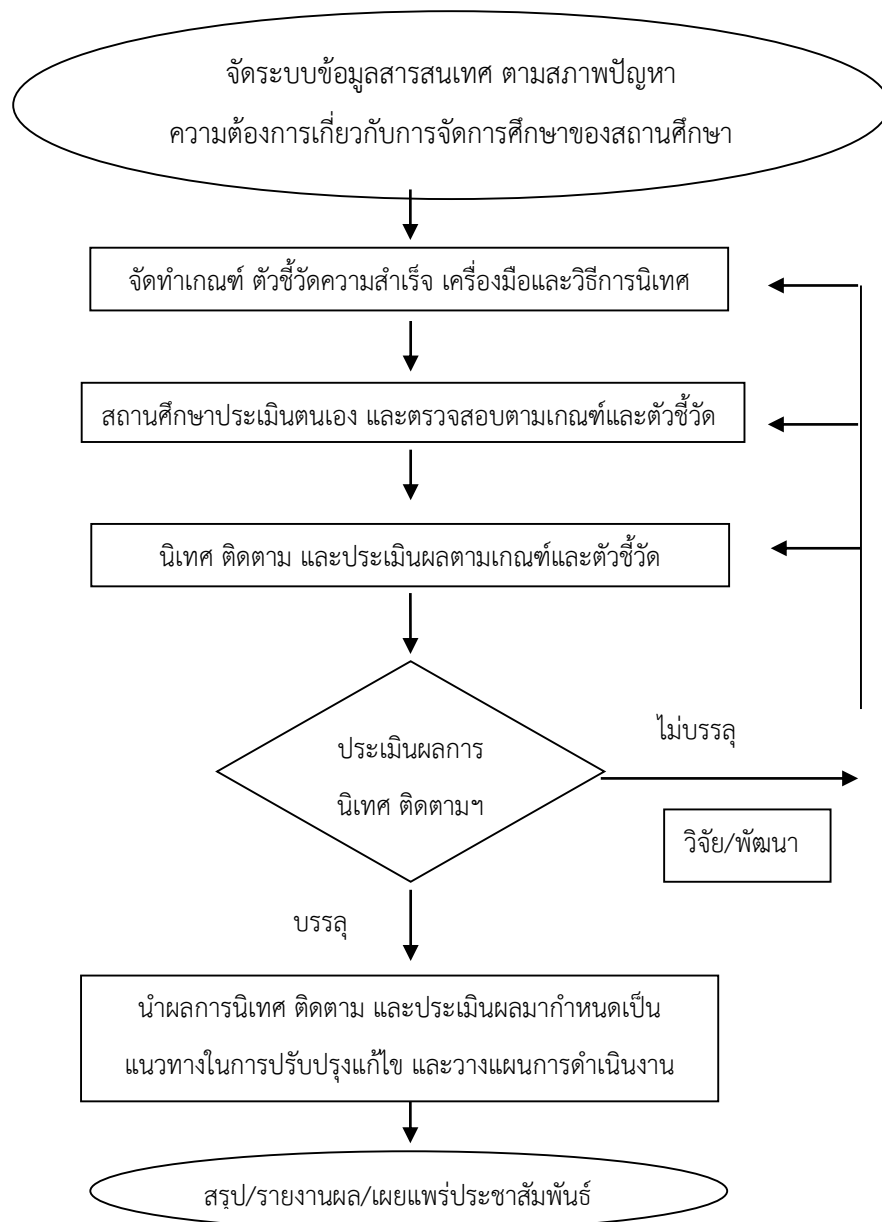 จัดระบบข้อมูลสารสนเทศ ตามสภาพปัญหา
ความต้องการเกี่ยวกับการจัดการศึกษาของสถานศึกษา
จัดทำเกณฑ์ ตัวชี้วัดความสำเร็จ เครื่องมือและวิธีการนิเทศ
สถานศึกษาประเมินตนเอง และตรวจสอบตามเกณฑ์และตัวชี้วัด
นิเทศ ติดตาม และประเมินผลตามเกณฑ์และตัวชี้วัด
ไม่บรรลุ
ประเมินผลการ
นิเทศ ติดตามฯ
วิจัย/พัฒนา
บรรลุ
นำผลการนิเทศ ติดตาม และประเมินผลมากำหนดเป็น
แนวทางในการปรับปรุงแก้ไข และวางแผนการดำเนินงาน
สรุป/รายงานผล/เผยแพร่ประชาสัมพันธ์